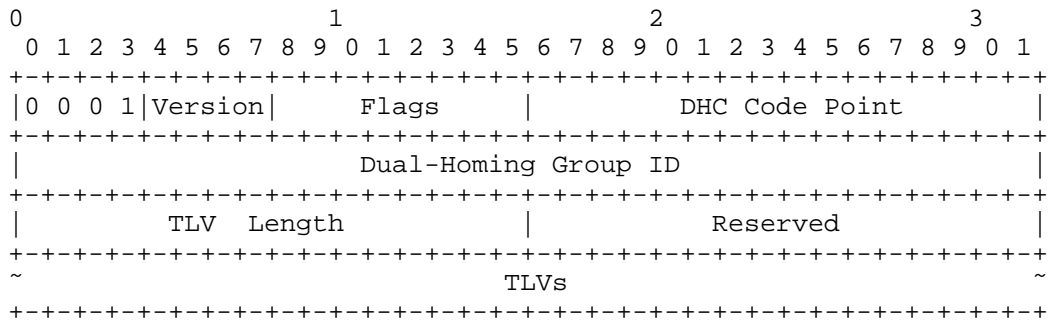 0                   1                   2                   3
 0 1 2 3 4 5 6 7 8 9 0 1 2 3 4 5 6 7 8 9 0 1 2 3 4 5 6 7 8 9 0 1
+-+-+-+-+-+-+-+-+-+-+-+-+-+-+-+-+-+-+-+-+-+-+-+-+-+-+-+-+-+-+-+-+
|0 0 0 1|Version|     Flags     |         DHC Code Point        |
+-+-+-+-+-+-+-+-+-+-+-+-+-+-+-+-+-+-+-+-+-+-+-+-+-+-+-+-+-+-+-+-+
|                     Dual-Homing Group ID                      |
+-+-+-+-+-+-+-+-+-+-+-+-+-+-+-+-+-+-+-+-+-+-+-+-+-+-+-+-+-+-+-+-+
|         TLV  Length           |           Reserved            |
+-+-+-+-+-+-+-+-+-+-+-+-+-+-+-+-+-+-+-+-+-+-+-+-+-+-+-+-+-+-+-+-+
~                              TLVs                             ~
+-+-+-+-+-+-+-+-+-+-+-+-+-+-+-+-+-+-+-+-+-+-+-+-+-+-+-+-+-+-+-+-+